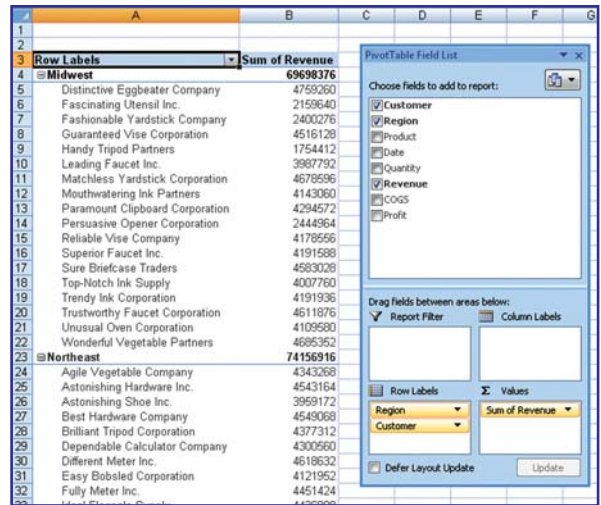 A B C D E F G
1
2
3 Row Labels Sum of Revenue
4 Midwest 69698376
5 Distinctive Eggbeater Company 4759260
6 Fascinating Utensil Inc. 2159640
7 Fashionable Yardstick Company 2400276
8 Guaranteed Vise Corporation 4516128
9 Handy Tripod Partners 1754412
10 Leading Faucet Inc. 3987792
11 Matchless Yardstick Corporation 4678596
12 Mouthwatering Ink Partners 4143060
13 Paramount Clipboard Corporation 4294572
14 Persuasive Opener Corporation 2444964
15 Reliable Vise Company 4178556
16 Superior Faucet Inc. 4191588
17 Sure Briefcase Traders 4583028
18 Top-Notch Ink Supply 4007760
19 Trendy Ink Corporation 4191936
20 Trustworthy Faucet Corporation 4611876
21 Unusual Oven Corporation 4109580
22 Wonderful Vegetable Partners 4685352
23 Northeast 74156916
24 Agile Vegetable Company 4343268
25 Astonishing Hardware Inc. 4543164
26 Astonishing Shoe Inc. 3959172
27 Best Hardware Company 4549068
28 Brilliant Tripod Corporation 4377312
29 Dependable Calculator Company 4300560
30 Different Meter Inc. 4618632
31 Easy Bobsled Corporation 4121952
32 Fully Meter Inc. 4451424
PivotTable Field List
Choose fields to add to report:
Customer
Region
Product
Date
Quantity
Revenue
COGS
Profit
Drag fields between areas below:
Report Filter Column Labels
Row Labels Σ Values
Region Sum of Revenue
Customer
Defer Layout Update Update